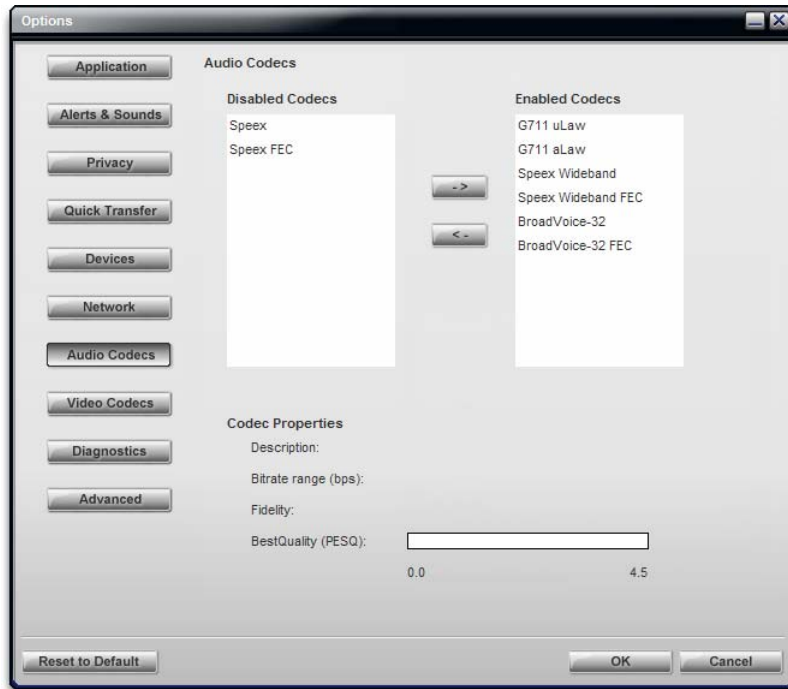 Options
Application
Alerts & Sounds
Privacy
Quick Transfer
Devices
Network
Audio Codecs
Video Codecs
Diagnostics
Advanced
Audio Codecs
Disabled Codecs
Speex
Speex FEC
->
<-
Enabled Codecs
G711 uLaw
G711 aLaw
Speex Wideband
Speex Wideband FEC
BroadVoice-32
BroadVoice-32 FEC
Codec Properties
Description:
Bitrate range (bps):
Fidelity:
BestQuality (PESQ):
0.0 4.5
Reset to Default
OK
Cancel